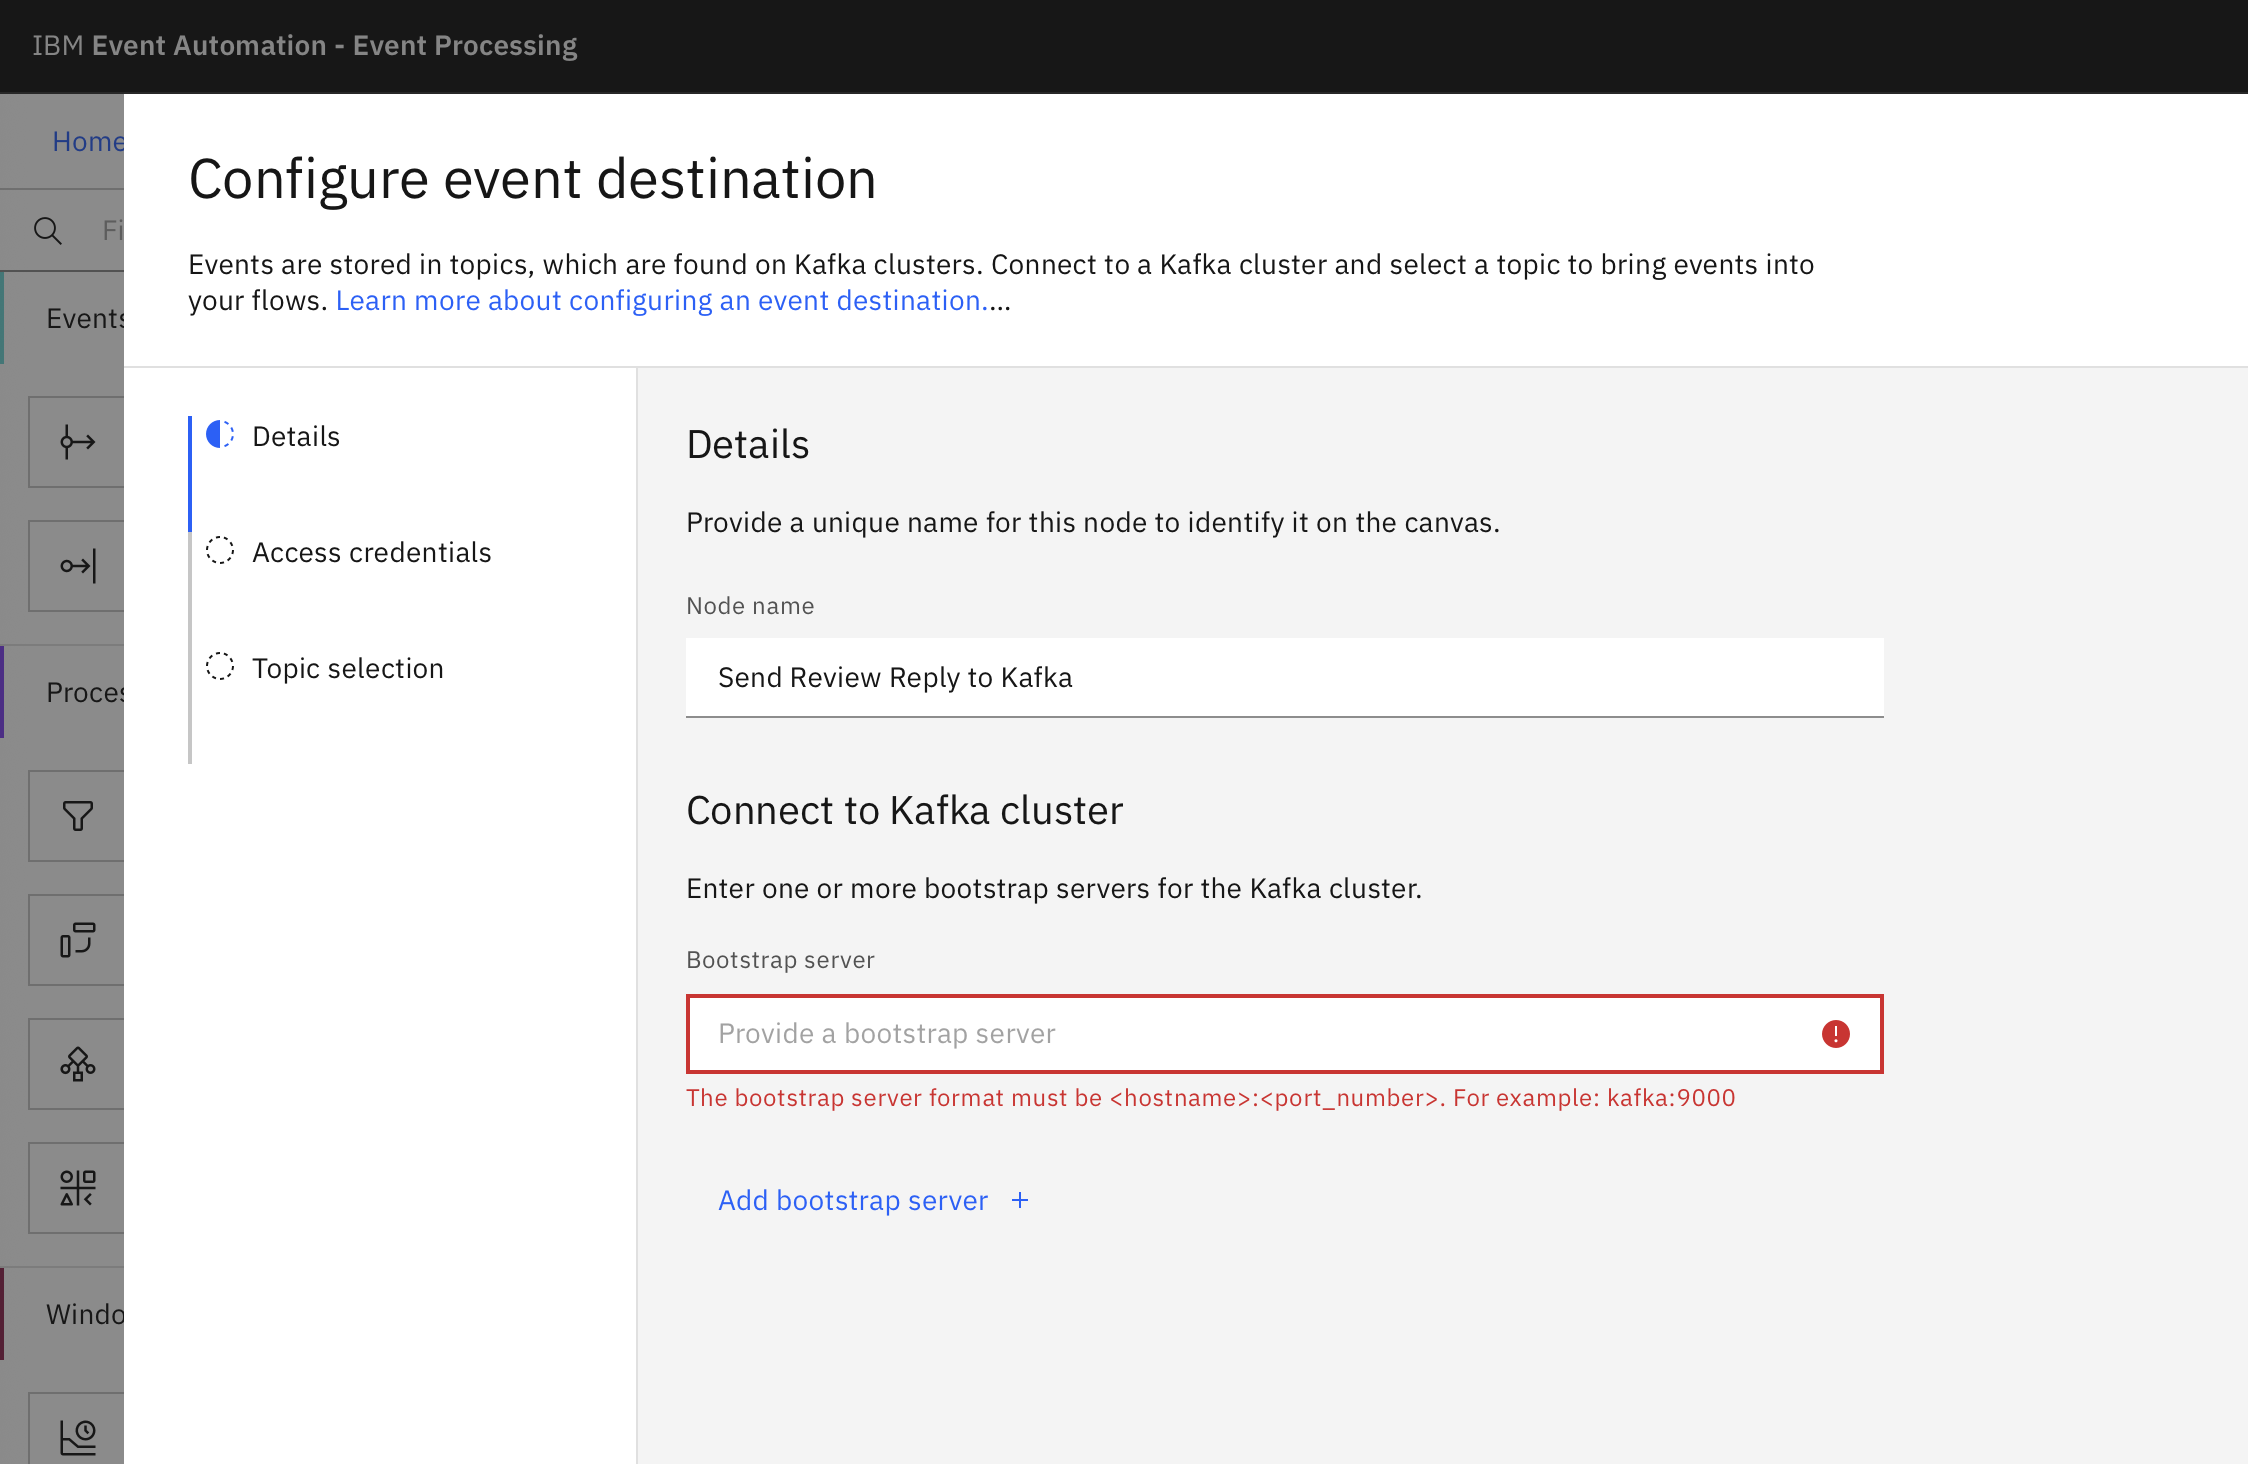 IBM Event Automation - Event Processing
Home
Configure event destination
Fi
Events are stored in topics, which are found on Kafka clusters. Connect to a Kafka cluster and select a topic to bring events into
your flows. Learn more about configuring an event destination....
Events
Details
Access credentials
Topic selection
Proces
Windo
Details
Provide a unique name for this node to identify it on the canvas.
Node name
Send Review Reply to Kafka
Connect to Kafka cluster
Enter one or more bootstrap servers for the Kafka cluster.
Bootstrap server
Provide a bootstrap server
The bootstrap server format must be <hostname>:<port_number>. For example: kafka:9000
Add bootstrap server +